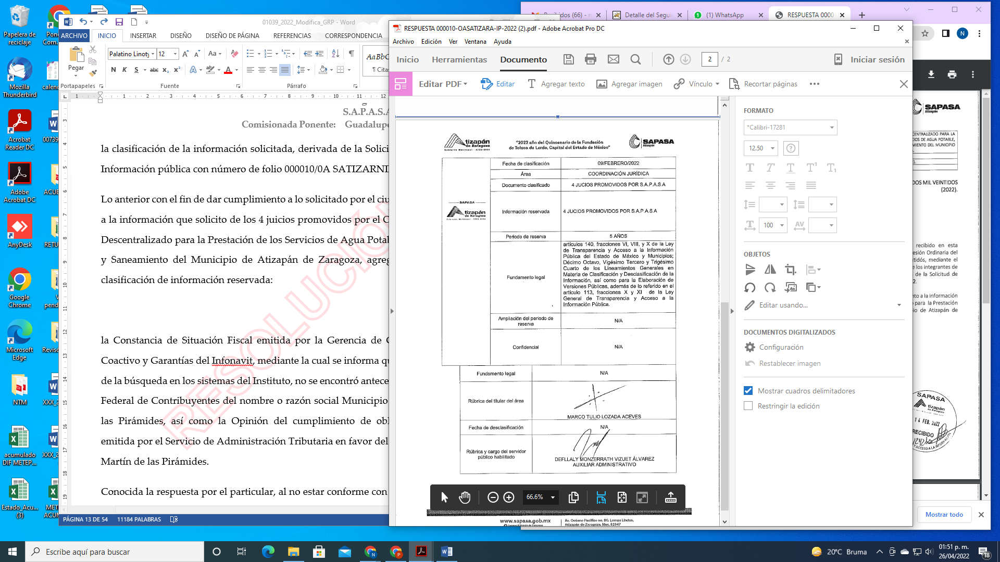 Papelera de reciclaje
Mozilla Thunderbird
Acrobat Reader DC
Adobe Acrobat DC
AnyDesk
Google Chrome
Microsoft Edge
NTM
acumulado DIF METEP...
Estado_Acu... (3)
01039_2022_Modifica_GRP - Word
ARCHIVO INICIO INSERTAR DISEÑO DISEÑO DE PÁGINA REFERENCIAS CORRESPONDENCIA
Palatino Linoty 12
Pegar
Portapapeles Fuente Párrafo
S.A.P.A.S.A
Comisionada Ponente: Guadalupe
la clasificación de la información solicitada, derivada de la Solici
Información pública con número de folio 000010/0A SATIZARNI
Lo anterior con el fin de dar cumplimiento a lo solicitado por el ciu
a la información que solicito de los 4 juicios promovidos por el
Descentralizado para la Prestación de los Servicios de Agua Potab
y Saneamiento del Municipio de Atizapán de Zaragoza, agreg
clasificación de información reservada:
la Constancia de Situación Fiscal emitida por la Gerencia de
Coactivo y Garantías del Infonavit, mediante la cual se informa qu
de la búsqueda en los sistemas del Instituto, no se encontró antece
Federal de Contribuyentes del nombre o razón social Municipio
las Pirámides, así como la Opinión del cumplimiento de obl
emitida por el Servicio de Administración Tributaria en favor del
Martín de las Pirámides.
Conocida la respuesta por el particular, al no estar conforme con
RESOLUCIÓN
PÁGINA 13 DE 54 11184 PALABRAS
Recibidos (66) - Detalle del Seguim (1) WhatsApp RESPUESTA 0000
RESPUESTA 000010-OASATIZARA-IP-2022 (2).pdf - Adobe Acrobat Pro DC
Archivo Edición Ver Ventana Ayuda
Inicio Herramientas Documento 2 / 2 Iniciar sesión
Editar PDF Editar Agregar texto Agregar imagen Vínculo Recortar páginas
tizapán de Zaragoza
"2022 año del Quincenario de la Fundación
de Toluca de Lerdo, Capital del Estado de México"
SAPASA
Atizapán
Fecha de clasificación 09/FEBRERO/2022
Área COORDINACIÓN JURÍDICA
Documento clasificado 4 JUCIOS PROMOVIDOS POR S.A.P.A.S.A
SAPASA
tizapán de Zaragoza
Información reservada 4 JUCIOS PROMOVIDOS POR S.A.P.A.S.A
Periodo de reserva 5 AÑOS
Fundamento legal
artículos 140, fracciones VI, VIII, y X de la Ley
de Transparencia y Acceso a la Información
Pública del Estado de México y Municipios;
Décimo Octavo, Vigésimo Tercero y Trigésimo
Cuarto de los Lineamientos Generales en
Materia de Clasificación y Desclasificación de la
Información, así como para la Elaboración de
Versiones Públicas, además de lo referido en el
artículo 113, fracciones X y XI de la Ley
General de Transparencia y Acceso a la
Información Pública.
Ampliación del periodo de reserva N/A
Confidencial N/A
Fundamento legal N/A
Rúbrica del titular del área
MARCO TULIO LOZADA ACEVES
Fecha de desclasificación N/A
Rúbrica y cargo del servidor público habilitado
DEFLLALY MONZERRATH VIZUET ÁLVAREZ
AUXILIAR ADMINISTRATIVO
66.6%
www.sapasa.gob.mx
Av. Océano Pacífico no. 80, Lomas Lindas,
Atizapán de Zaragoza, Mex. 52947
FORMATO
*Calibri-17281
12.50
100
OBJETOS
Editar usando...
DOCUMENTOS DIGITALIZADOS
Configuración
Restablecer imagen
Mostrar cuadros delimitadores
Restringir la edición
SAPASA
Atizapán
CENTRALIZADO PARA LA
CIOS DE AGUA POTABLE,
MIENTO DEL MUNICIPIO
DOS MIL VEINTIDOS
(2022).
recibido en esta
esión Ordinaria del
tidós, mediante el
e los integrantes de
de la Solicitud de
2.
nto a la información
para la Prestación
io de Atizapán de
SAPASA
tizapán
14 FEB. 2022
RECIBIDO
Y ACCESO A LA INFORMACIÓN
Mostrar todo
Escribe aquí para buscar
20°C Bruma
01:51 p. m.
26/04/2022
18